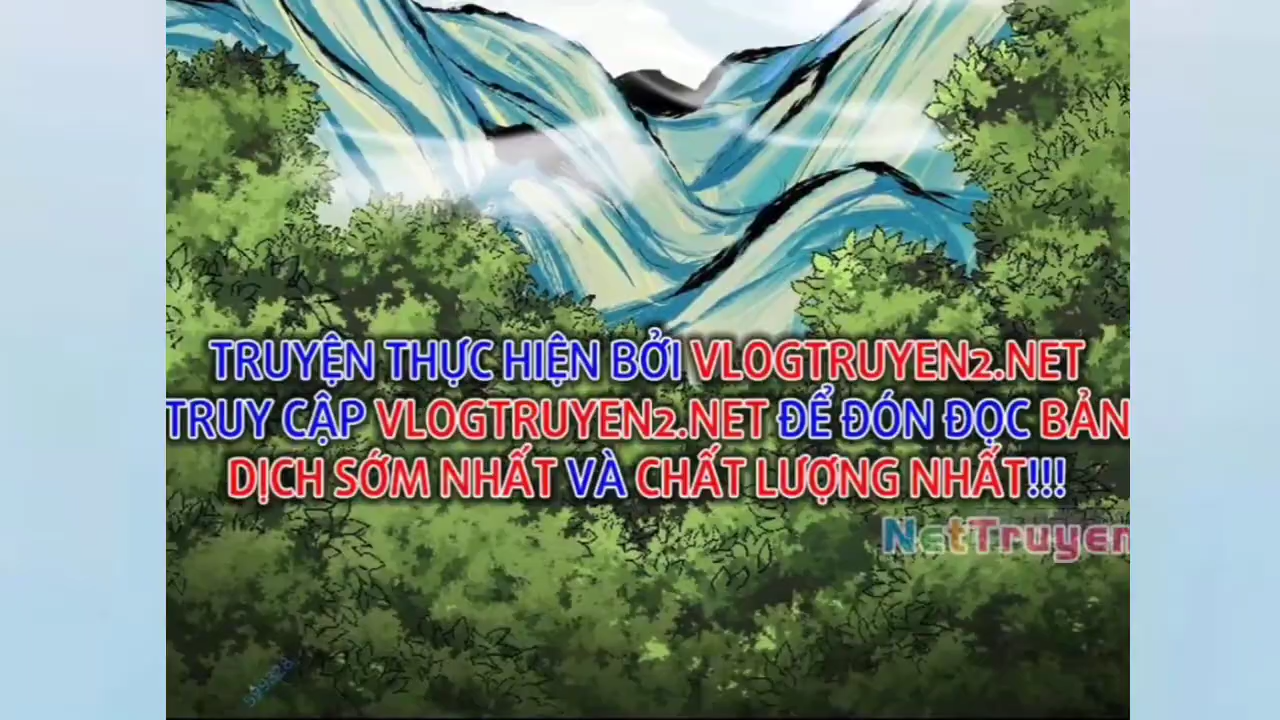 TRUYỆN THỰC HIỆN BỞI VLOGTRUYEN2.NET
TRUY CẬP VLOGTRUYEN2.NET ĐỂ ĐÓN ĐỌC BẢN
DỊCH SỚM NHẤT VÀ CHẤT LƯỢNG NHẤT!!!
NetTruyen